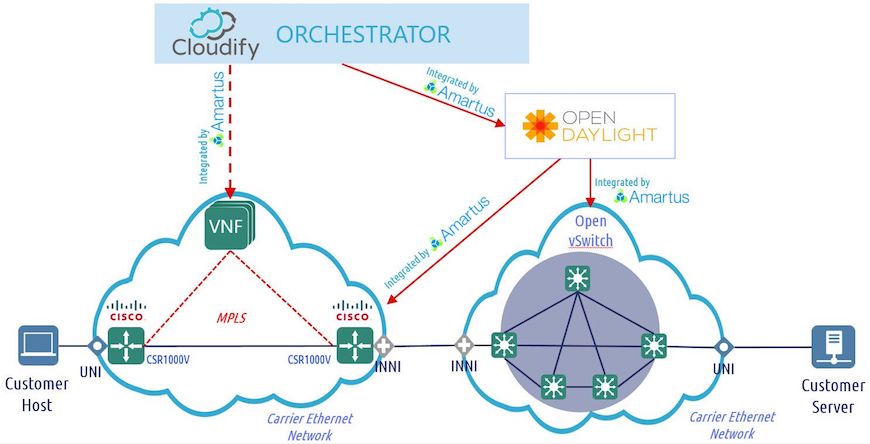 Cloudify ORCHESTRATOR
Integrated by
Amartus
Integrated by
Amartus
OPEN
DAYLIGHT
Integrated by
Amartus
Integrated by
Amartus
VNF
Open
vSwitch
CISCO.
MPLS
CISCO.
CSR1000V
CSR1000V
UNI
INNI
INNI
UNI
Customer
Host
Customer
Server
Carrier Ethernet
Network
Carrier Ethernet
Network